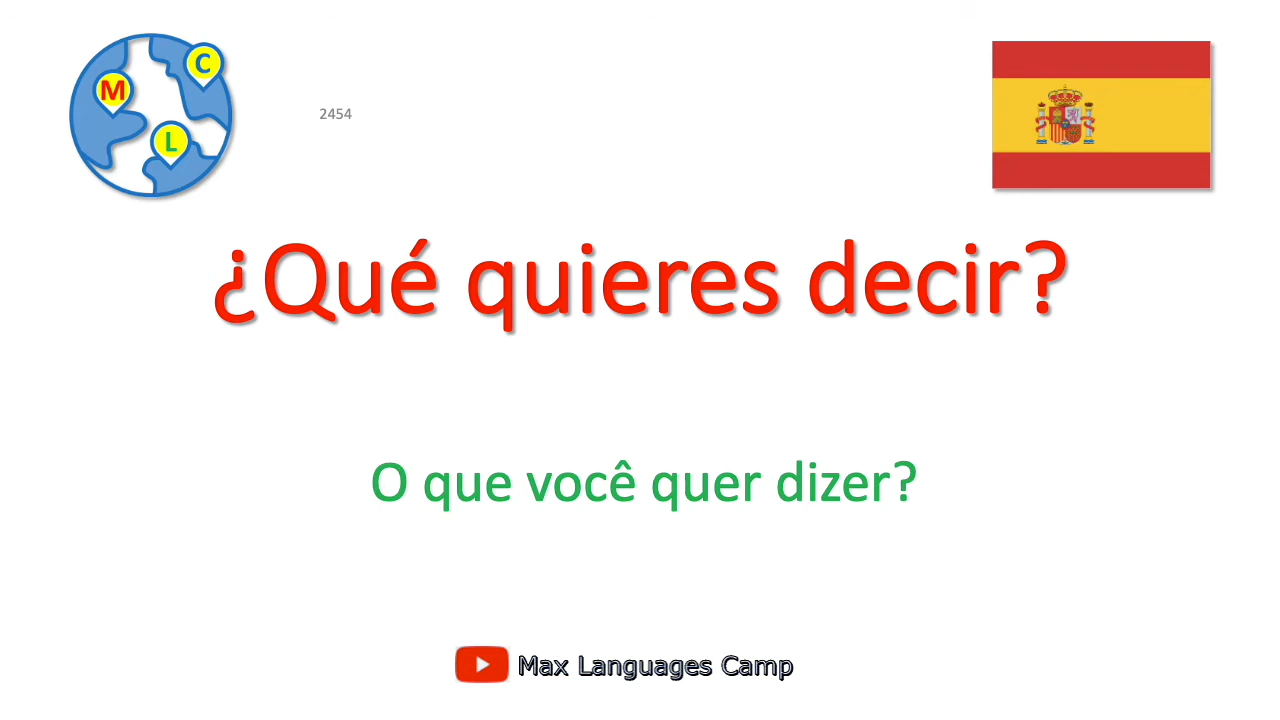 C
M
L
2454
¿Qué quieres decir?
O que você quer dizer?
Max Languages Camp